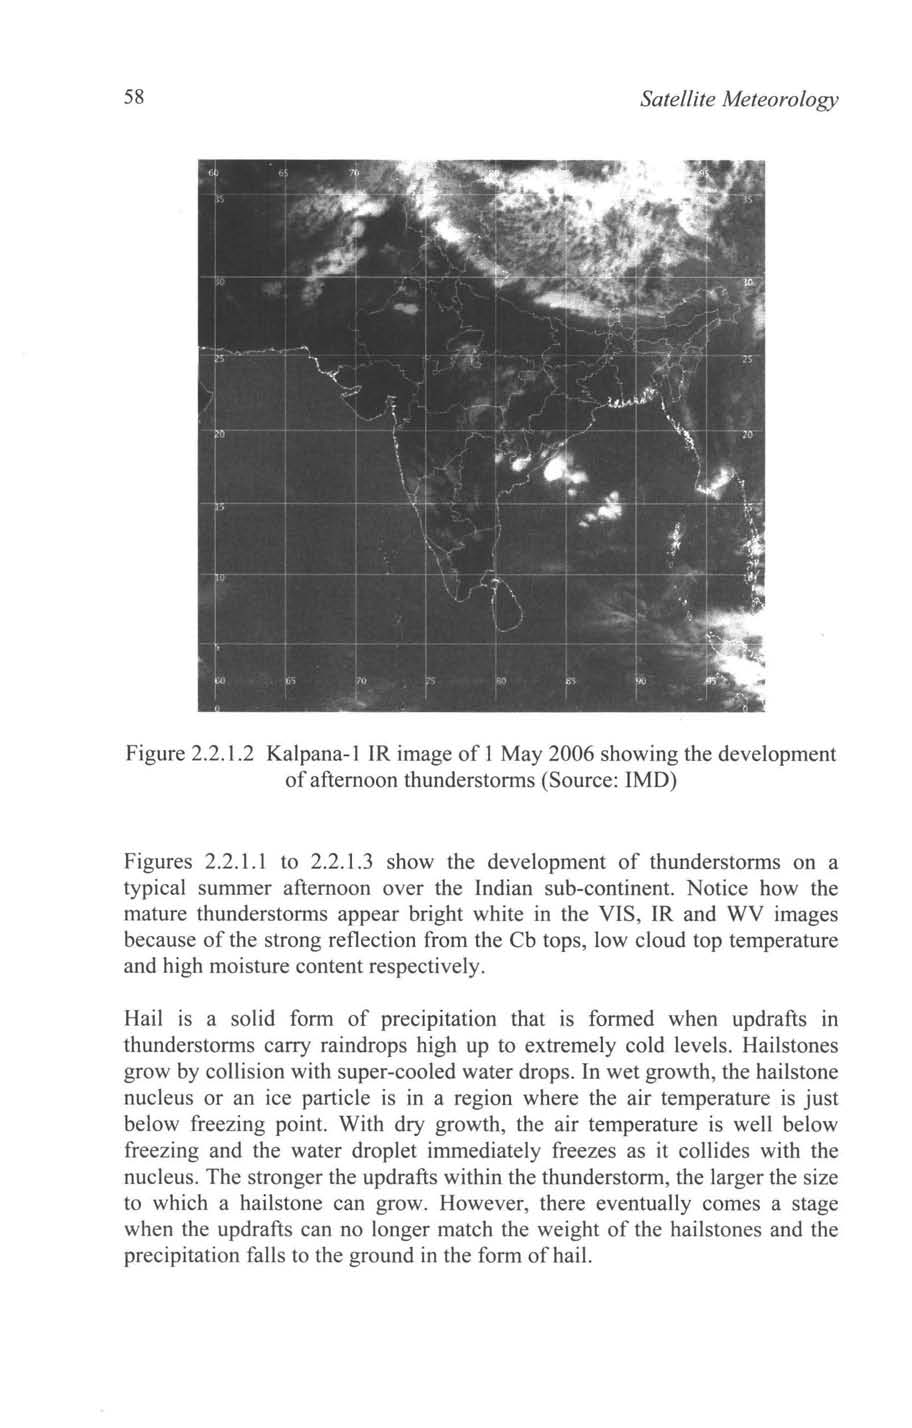 58
Satellite Meteorology
60 65 70 80 95
35 35
30 30
25 25
20 20
15
10
5
60 65 70 75 80 85 90 95
0 0
Figure 2.2.1.2 Kalpana-1 IR image of 1 May 2006 showing the development
of afternoon thunderstorms (Source: IMD)
Figures 2.2.1.1 to 2.2.1.3 show the development of thunderstorms on a
typical summer afternoon over the Indian sub-continent. Notice how the
mature thunderstorms appear bright white in the VIS, IR and WV images
because of the strong reflection from the Cb tops, low cloud top temperature
and high moisture content respectively.
Hail is a solid form of precipitation that is formed when updrafts in
thunderstorms carry raindrops high up to extremely cold levels. Hailstones
grow by collision with super-cooled water drops. In wet growth, the hailstone
nucleus or an ice particle is in a region where the air temperature is just
below freezing point. With dry growth, the air temperature is well below
freezing and the water droplet immediately freezes as it collides with the
nucleus. The stronger the updrafts within the thunderstorm, the larger the size
to which a hailstone can grow. However, there eventually comes a stage
when the updrafts can no longer match the weight of the hailstones and the
precipitation falls to the ground in the form of hail.